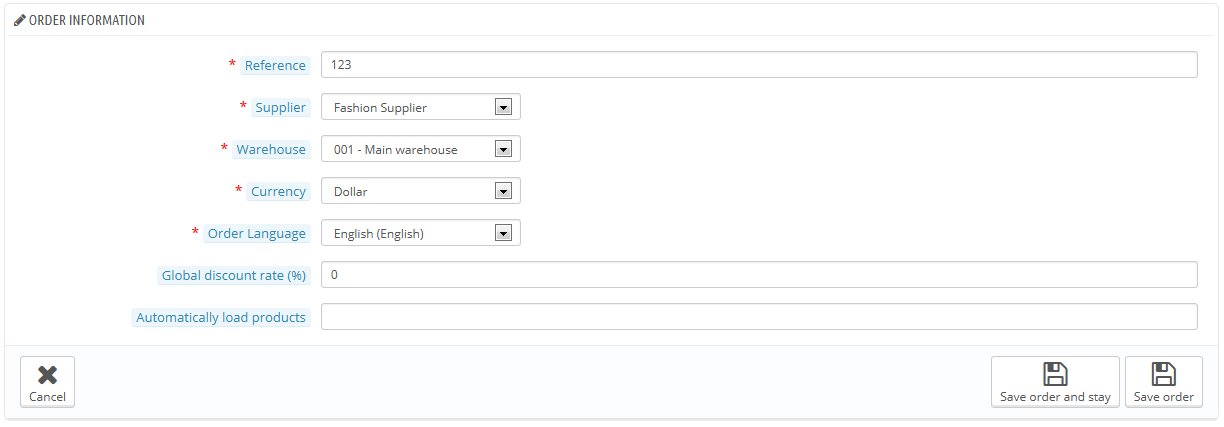 ORDER INFORMATION
* Reference 123
* Supplier Fashion Supplier
* Warehouse 001 - Main warehouse
* Currency Dollar
* Order Language English (English)
Global discount rate (%) 0
Automatically load products
Cancel Save order and stay Save order